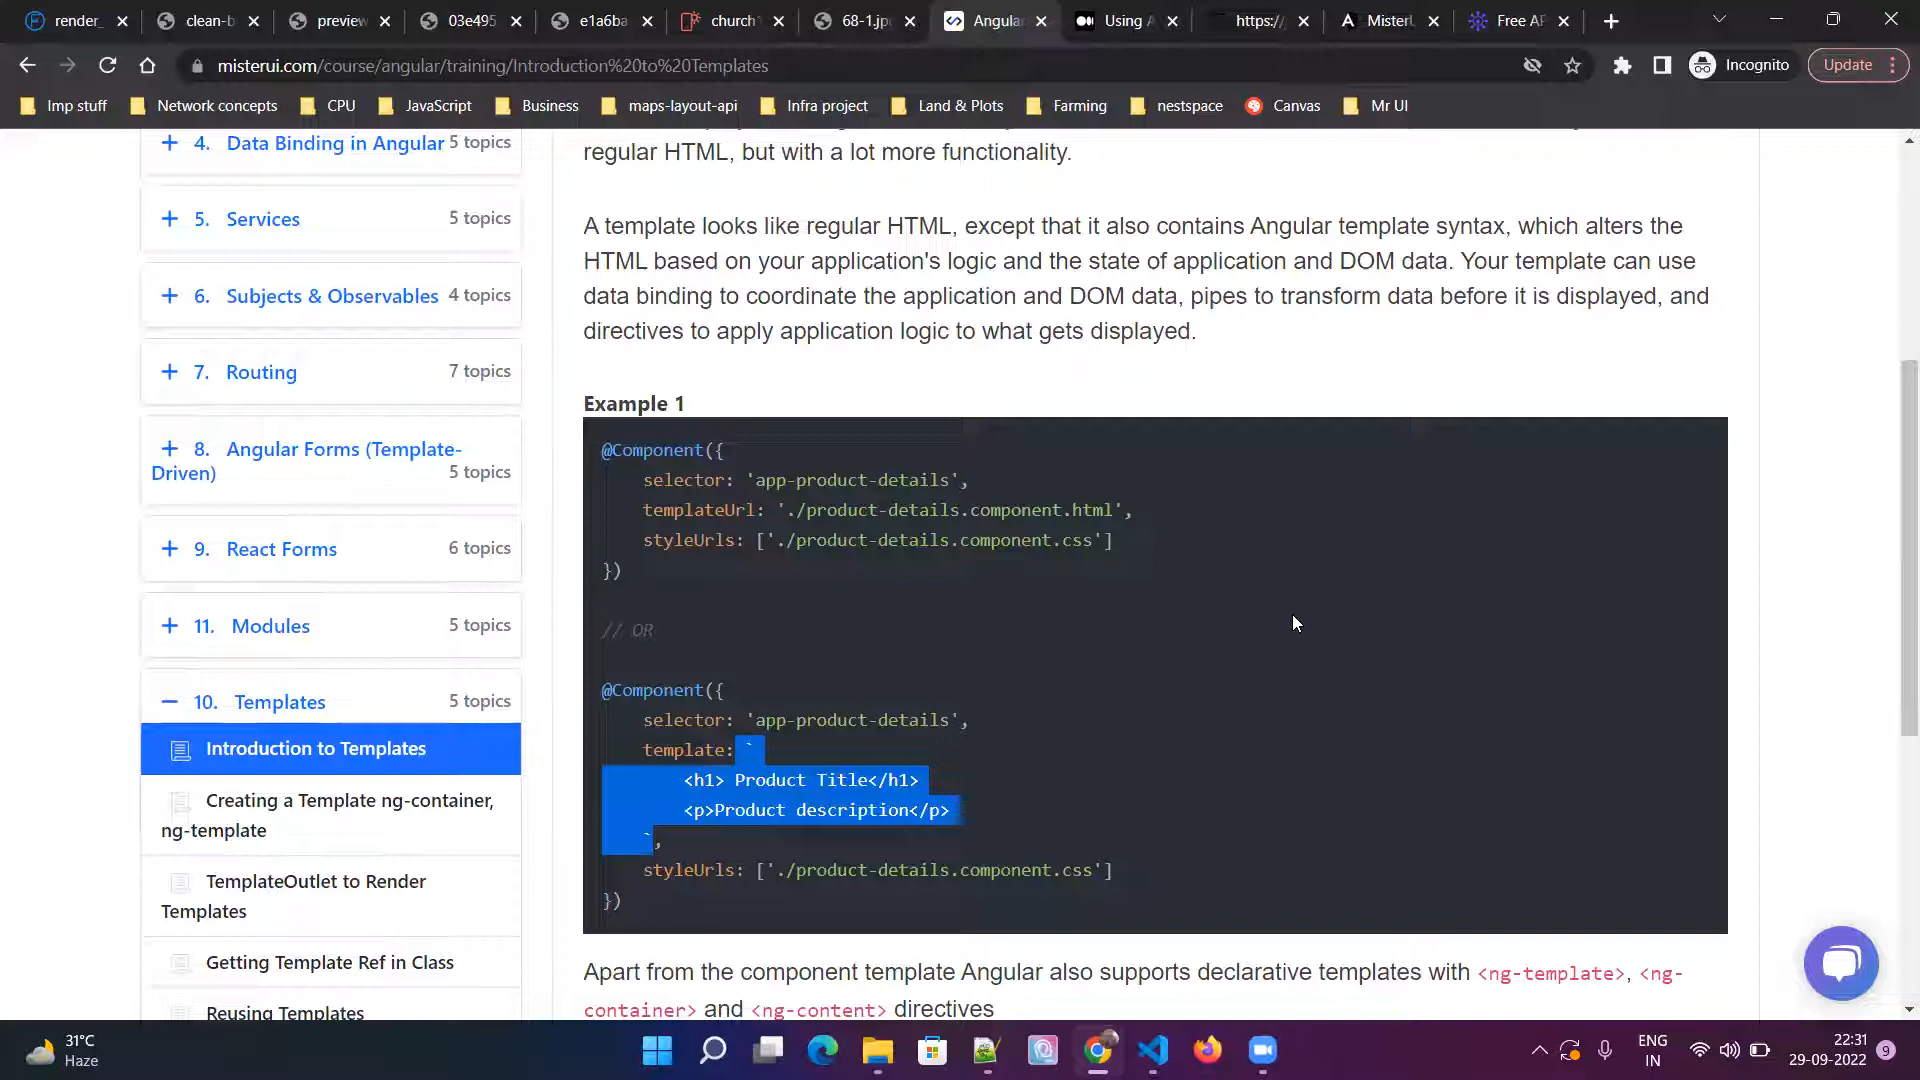 render_
clean-b
preview
03e495
e1a6ba
church
68-1.jp
Angular
Using A
https:/
MisterU
Free AP
misterui.com/course/angular/training/Introduction%20to%20Templates
Incognito
Update
Imp stuff
Network concepts
CPU
JavaScript
Business
maps-layout-api
Infra project
Land & Plots
Farming
nestspace
Canvas
Mr UI
4. Data Binding in Angular 5 topics
5. Services 5 topics
6. Subjects & Observables 4 topics
7. Routing 7 topics
8. Angular Forms (Template-
Driven) 5 topics
9. React Forms 6 topics
11. Modules 5 topics
10. Templates 5 topics
Introduction to Templates
Creating a Template ng-container,
ng-template
TemplateOutlet to Render
Templates
Getting Template Ref in Class
Reusing Templates
regular HTML, but with a lot more functionality.
A template looks like regular HTML, except that it also contains Angular template syntax, which alters the
HTML based on your application's logic and the state of application and DOM data. Your template can use
data binding to coordinate the application and DOM data, pipes to transform data before it is displayed, and
directives to apply application logic to what gets displayed.
Example 1
@Component({
selector: 'app-product-details',
templateUrl: './product-details.component.html',
styleUrls: ['./product-details.component.css']
})
// OR
@Component({
selector: 'app-product-details',
template: `
<h1> Product Title</h1>
<p>Product description</p>
`,
styleUrls: ['./product-details.component.css']
})
Apart from the component template Angular also supports declarative templates with <ng-template>, <ng-
container> and <ng-content> directives
31°C
Haze
ENG
IN
22:31
29-09-2022
9